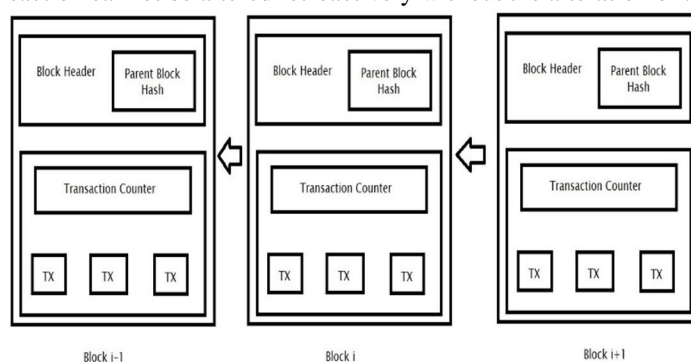 Block Header
Parent Block
Hash
Transaction Counter
TX TX TX
Block i-1
Block Header
Parent Block
Hash
Transaction Counter
TX TX TX
Block i
Block Header
Parent Block
Hash
Transaction Counter
TX TX TX
Block i+1